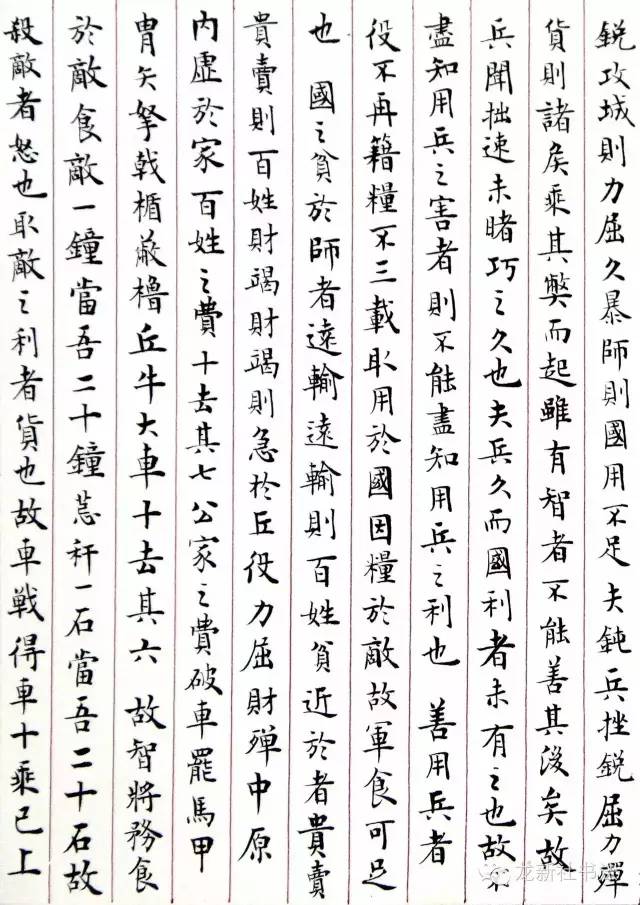 鋭攻城則力屈久暴師則國用不足夫鈍兵挫鋭屈力殫
貨則諸侯乘其弊而起雖有智者不能善其後矣故
兵聞拙速未睹巧之久也夫兵久而國利者未有之也故不
盡知用兵之害者則不能盡知用兵之利也 善用兵者
役不再籍糧不三載取用於國因糧於敵故軍食可足
也 國之貧於師者遠輸遠輸則百姓貧近於者貴賣
貴賣則百姓財竭財竭則急於丘役力屈財殫中原
內虛於家百姓之費十去其七公家之費破車罷馬甲
冑矢弩戟楯蔽櫓丘牛大車十去其六 故智將務食
於敵食敵一鐘當吾二十鐘萁秆一石當吾二十石故
殺敵者怒也取敵之利者貨也故車戦得車十乘已上
龙新社书